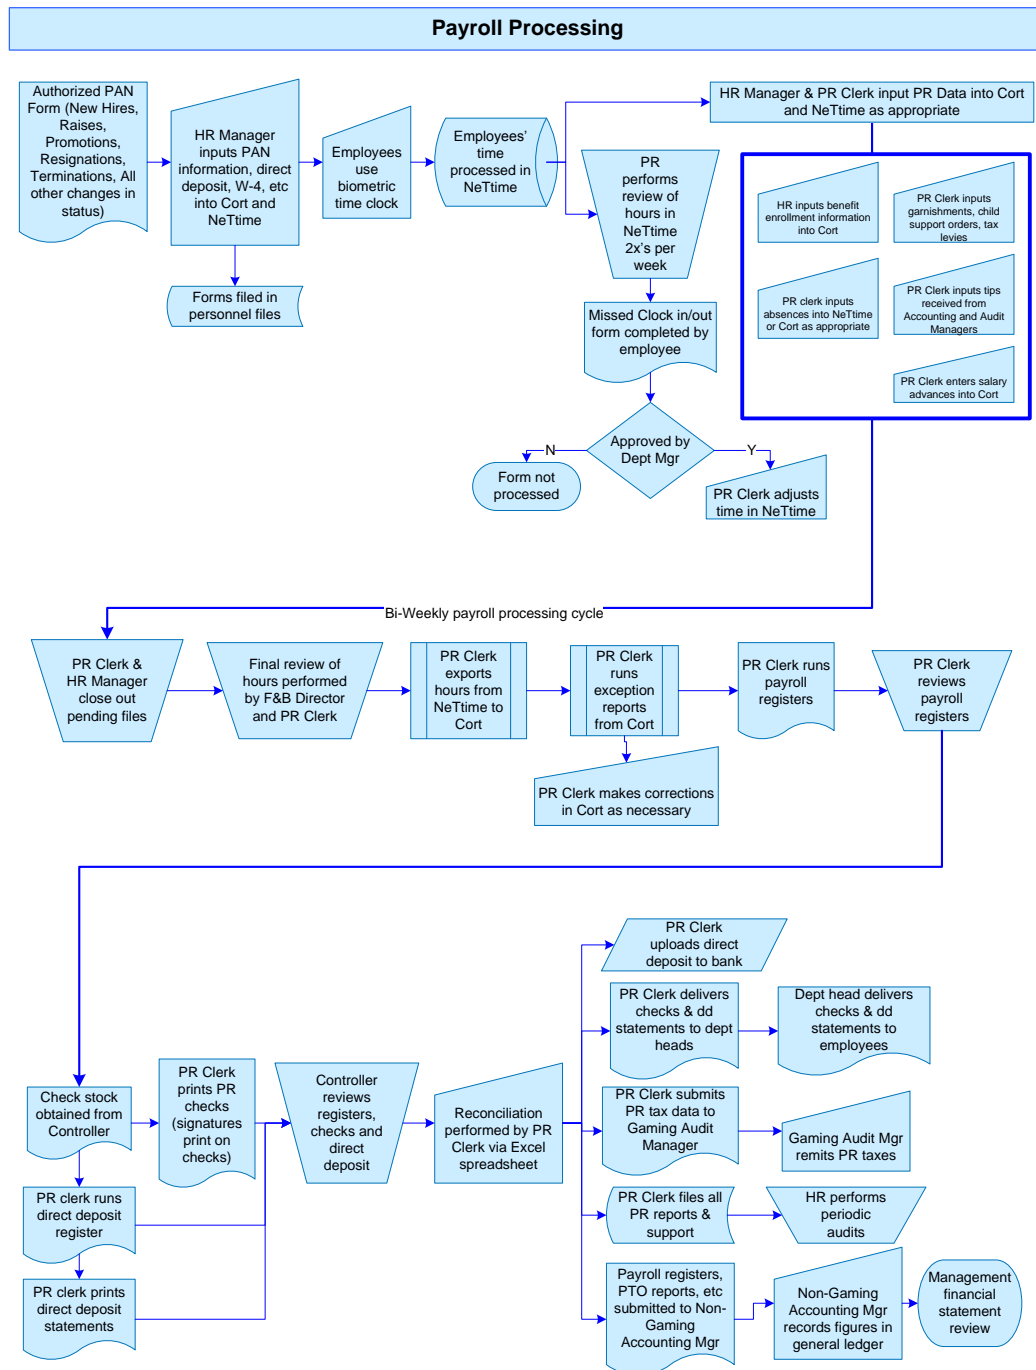 Payroll Processing
Authorized PAN
Form (New Hires,
Raises,
Promotions,
Resignations,
Terminations, All
other changes in
status)
HR Manager
inputs PAN
information, direct
deposit, W-4, etc
into Cort and
NeTtime
Forms filed in
personnel files
Employees
use
biometric
time clock
Employees'
time
processed in
NeTtime
PR
performs
review of
hours in
NeTtime
2x's per
week
Missed Clock in/out
form completed by
employee
Approved by
Dept Mgr
N
Y
Form not
processed
PR Clerk adjusts
time in NeTtime
HR Manager & PR Clerk input PR Data into Cort
and NeTtime as appropriate
HR inputs benefit
enrollment information
into Cort
PR Clerk inputs
garnishments, child
support orders, tax
levies
PR clerk inputs
absences into NeTtime
or Cort as appropriate
PR Clerk inputs tips
received from
Accounting and Audit
Managers
PR Clerk enters salary
advances into Cort
Bi-Weekly payroll processing cycle
PR Clerk &
HR Manager
close out
pending files
Final review of
hours performed
by F&B Director
and PR Clerk
PR Clerk
exports
hours from
NeTtime to
Cort
PR Clerk
runs
exception
reports
from Cort
PR Clerk makes corrections
in Cort as necessary
PR Clerk runs
payroll
registers
PR Clerk
reviews
payroll
registers
Check stock
obtained from
Controller
PR Clerk
prints PR
checks
(signatures
print on
checks)
PR clerk runs
direct deposit
register
PR clerk prints
direct deposit
statements
Controller
reviews
registers,
checks and
direct
deposit
Reconciliation
performed by PR
Clerk via Excel
spreadsheet
PR Clerk
uploads direct
deposit to bank
PR Clerk delivers
checks & dd
statements to dept
heads
Dept head delivers
checks & dd
statements to
employees
PR Clerk submits
PR tax data to
Gaming Audit
Manager
Gaming Audit Mgr
remits PR taxes
PR Clerk files all
PR reports &
support
HR performs
periodic
audits
Payroll registers,
PTO reports, etc
submitted to Non-
Gaming
Accounting Mgr
Non-Gaming
Accounting Mgr
records figures in
general ledger
Management
financial
statement
review